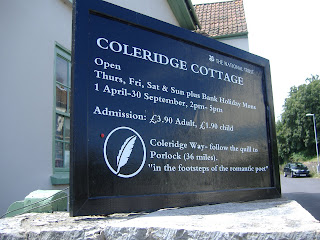 THE NATIONAL TRUST
COLERIDGE COTTAGE
Open
Thurs, Fri, Sat & Sun plus Bank Holiday Mons
1 April-30 September, 2pm- 5pm
Admission: £3.90 Adult, £1.90 child
Coleridge Way- follow the quill to
Porlock (36 miles).
"in the footsteps of the romantic poet"